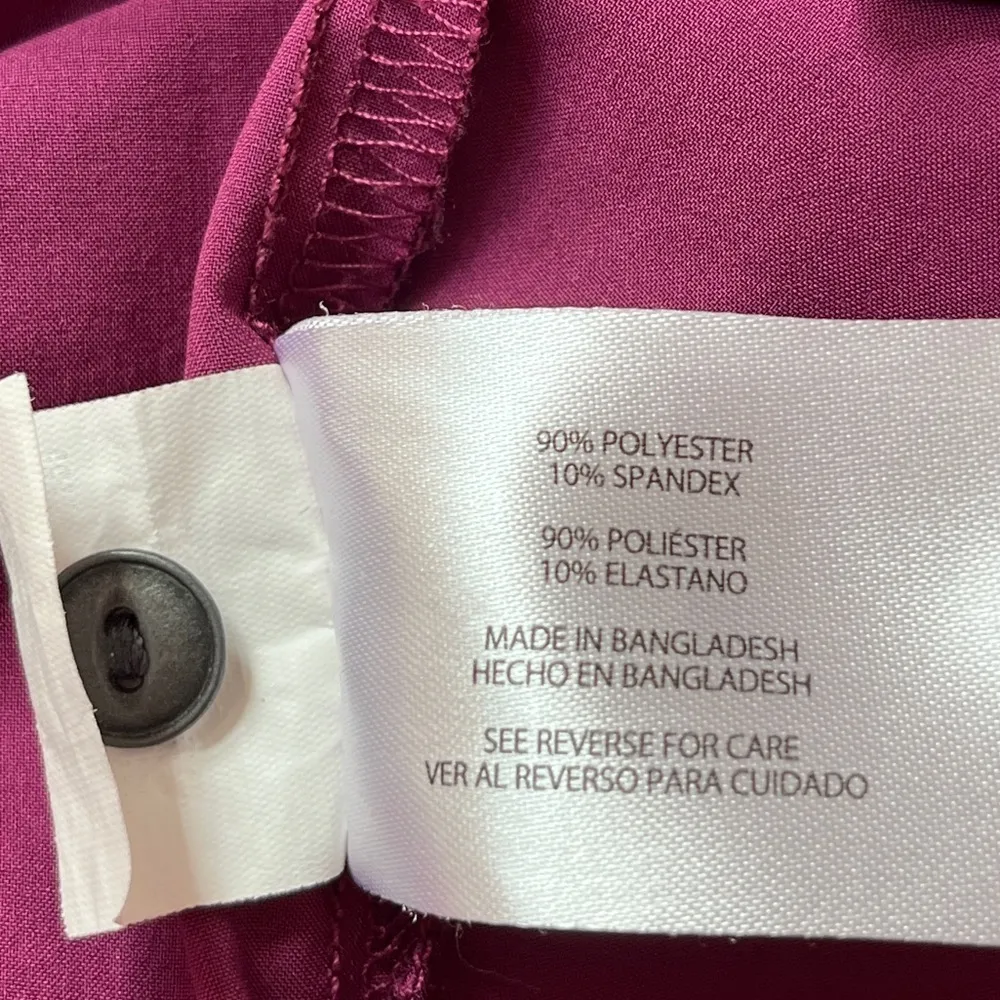 90% POLYESTER
10% SPANDEX
90% POLIÉSTER
10% ELASTANO
MADE IN BANGLADESH
HECHO EN BANGLADESH
SEE REVERSE FOR CARE
VER AL REVERSO PARA CUIDADO